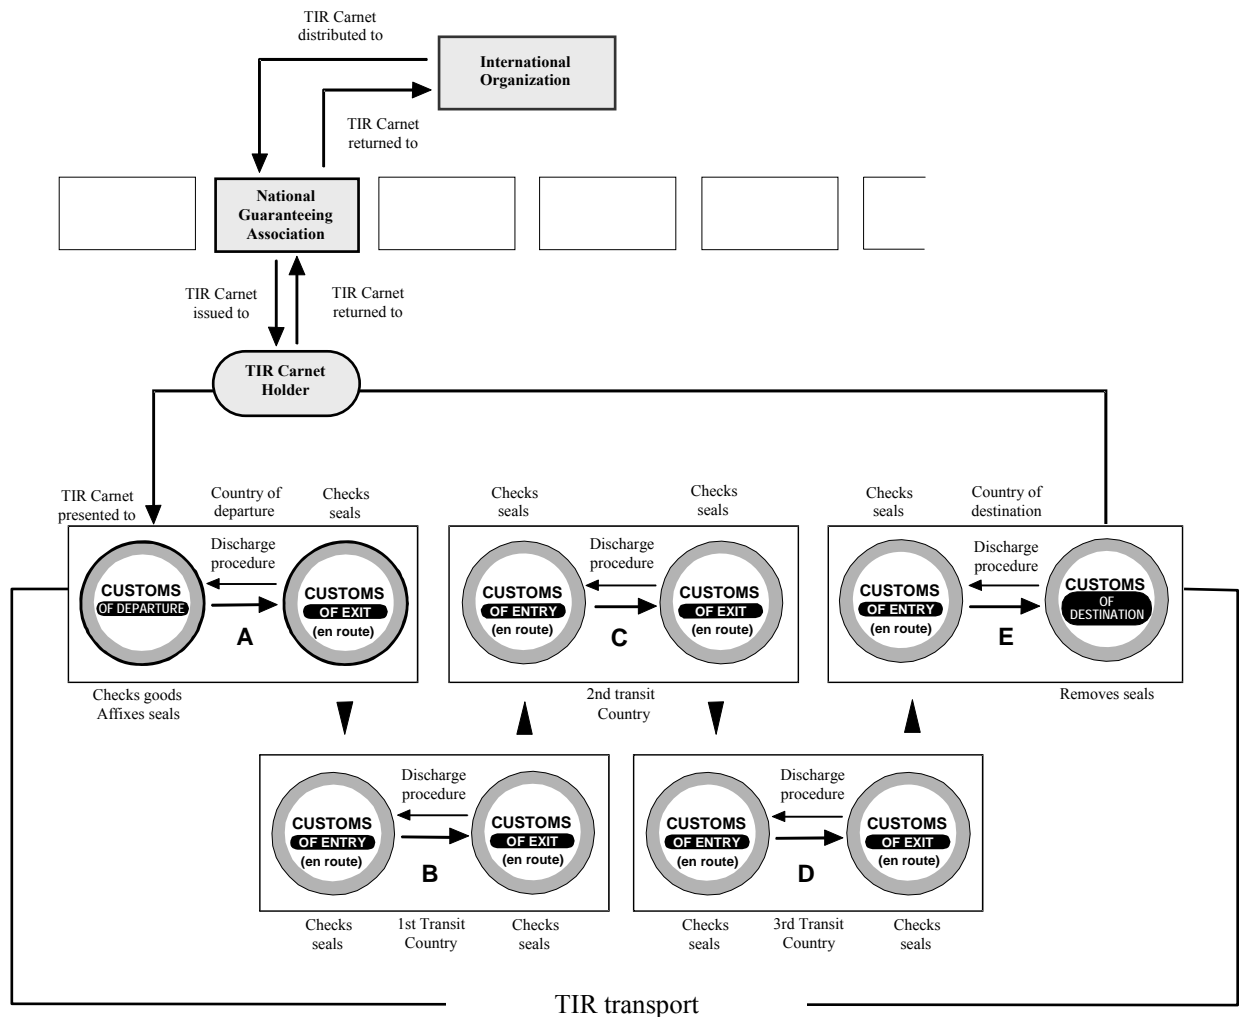 TIR Carnet
distributed to
International
Organization
TIR Carnet
returned to
National
Guaranteeing
Association
TIR Carnet
issued to
TIR Carnet
returned to
TIR Carnet
Holder
TIR Carnet
presented to
Country of
departure
Checks
seals
Checks
seals
Checks
seals
Checks
seals
Country of
destination
CUSTOMS
OF DEPARTURE
Discharge
procedure
A
CUSTOMS
OF EXIT
(en route)
CUSTOMS
OF ENTRY
(en route)
Discharge
procedure
C
CUSTOMS
OF EXIT
(en route)
CUSTOMS
OF ENTRY
(en route)
Discharge
procedure
E
CUSTOMS
OF
DESTINATION
Checks goods
Affixes seals
2nd transit
Country
Removes seals
CUSTOMS
OF ENTRY
(en route)
Discharge
procedure
B
CUSTOMS
OF EXIT
(en route)
CUSTOMS
OF ENTRY
(en route)
Discharge
procedure
D
CUSTOMS
OF EXIT
(en route)
Checks
seals
1st Transit
Country
Checks
seals
Checks
seals
3rd Transit
Country
Checks
seals
TIR transport